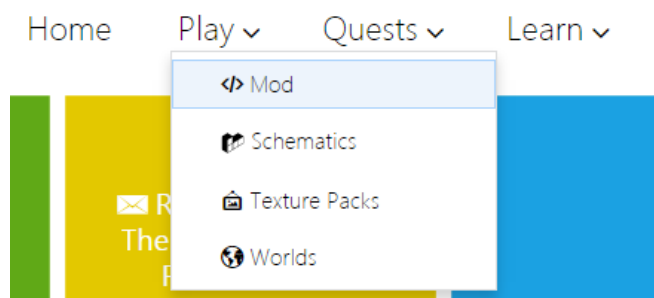 Home Play Quests Learn
</> Mod
Schematics
Texture Packs
Worlds
The